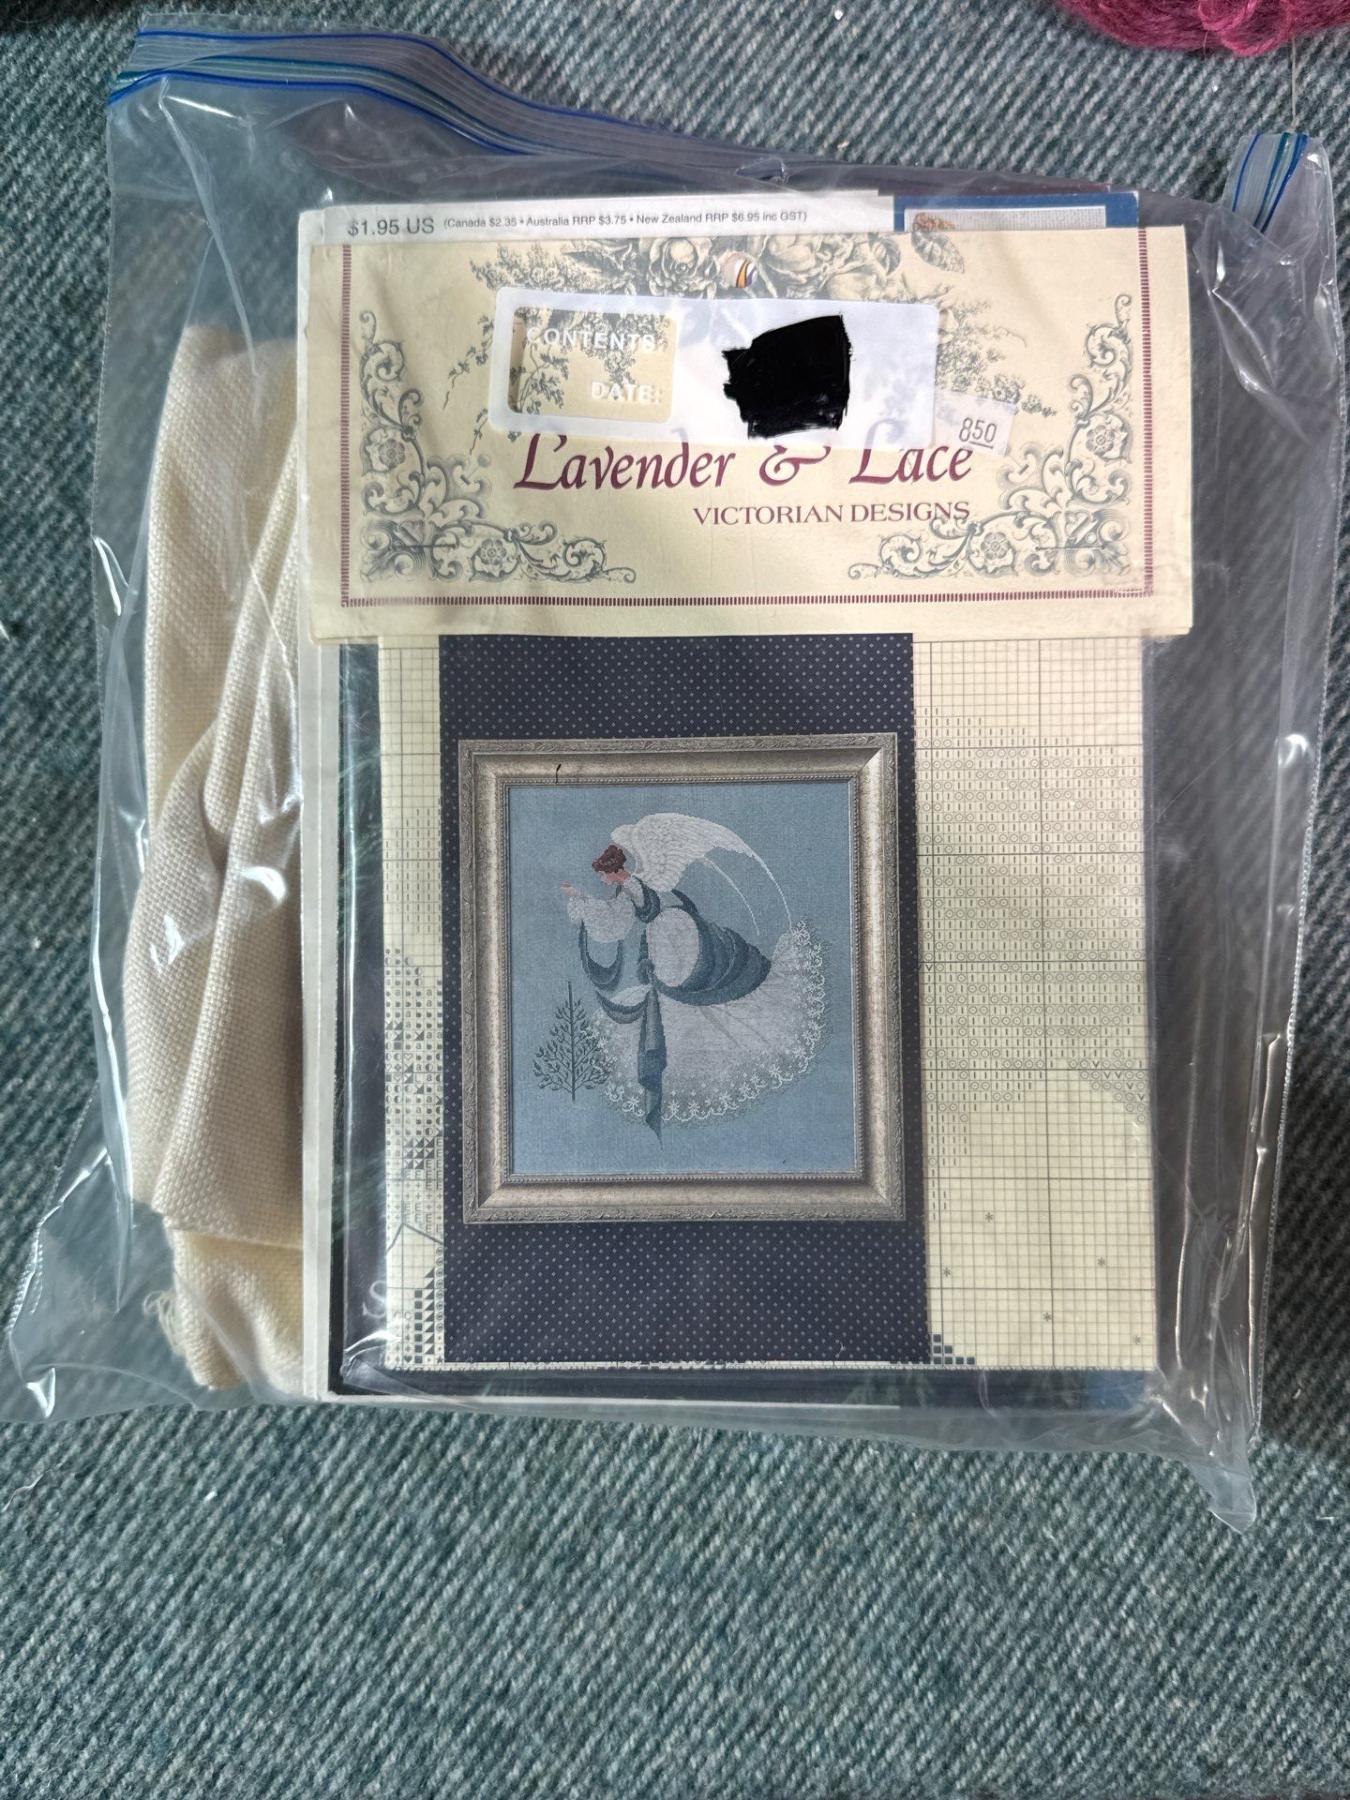 $1.95 US (Canada $2.35 • Australia RRP $3.75 • New Zealand RRP $6.95 inc GST)
CONTENTS:
DATE:
850
Lavender & Lace
VICTORIAN DESIGNS